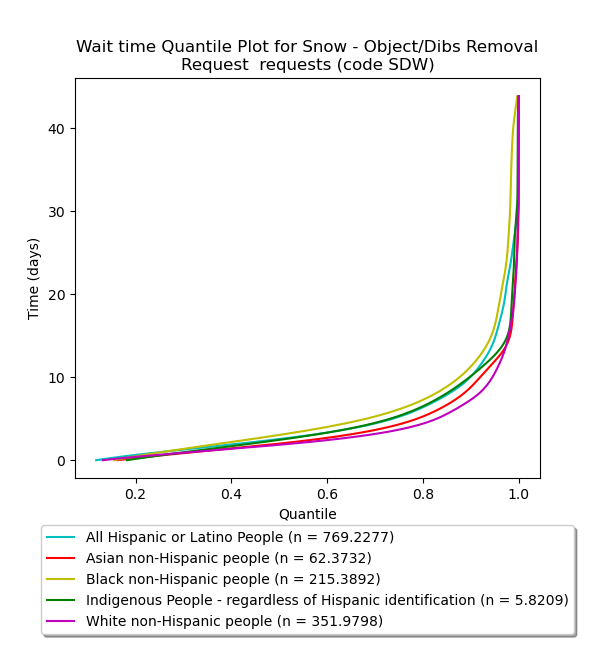 Wait time Quantile Plot for Snow - Object/Dibs Removal
Request  requests (code SDW)
Time (days)
40
30
20
10
0
0.2 0.4 0.6 0.8 1.0
Quantile
All Hispanic or Latino People (n = 769.2277)
Asian non-Hispanic people (n = 62.3732)
Black non-Hispanic people (n = 215.3892)
Indigenous People - regardless of Hispanic identification (n = 5.8209)
White non-Hispanic people (n = 351.9798)